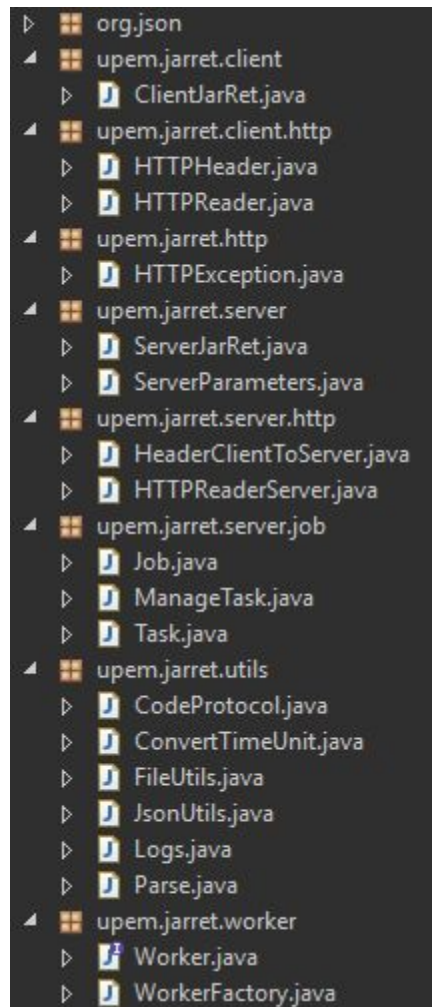 org.json
upem.jarret.client
ClientJarRet.java
upem.jarret.client.http
HTTPHeader.java
HTTPReader.java
upem.jarret.http
HTTPException.java
upem.jarret.server
ServerJarRet.java
ServerParameters.java
upem.jarret.server.http
HeaderClientToServer.java
HTTPReaderServer.java
upem.jarret.server.job
Job.java
ManageTask.java
Task.java
upem.jarret.utils
CodeProtocol.java
ConvertTimeUnit.java
FileUtils.java
JsonUtils.java
Logs.java
Parse.java
upem.jarret.worker
Worker.java
WorkerFactory.java